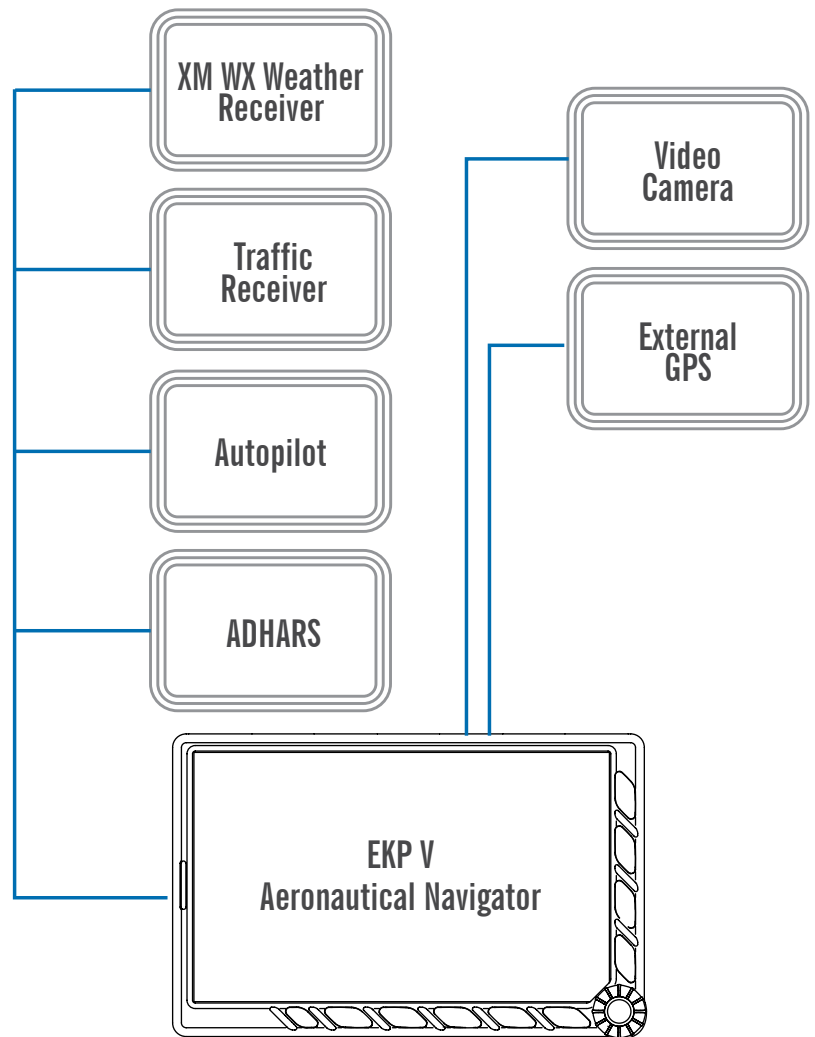 XM WX Weather
Receiver
Traffic
Receiver
Autopilot
ADHARS
Video
Camera
External
GPS
EKP V
Aeronautical Navigator